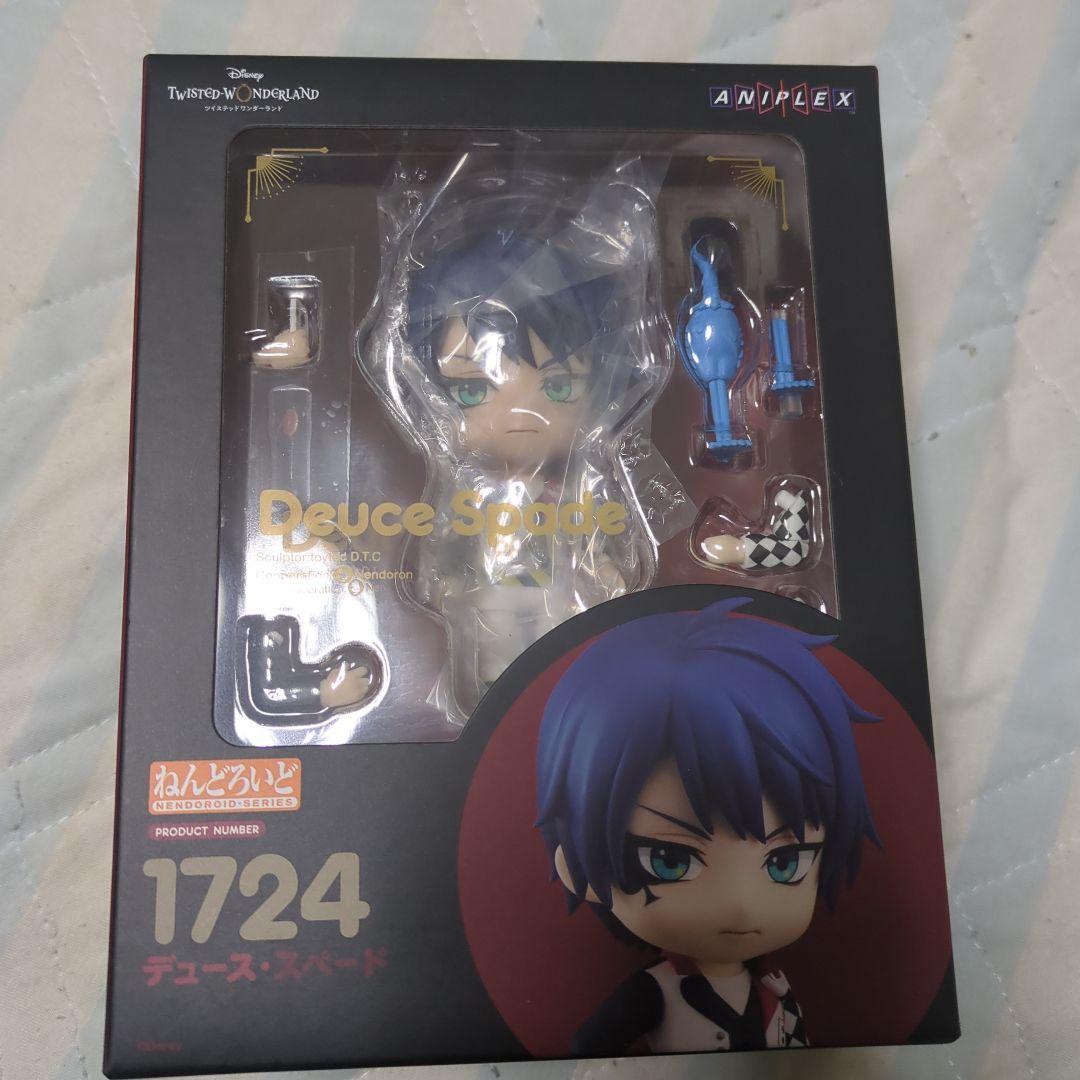 Disney
TWISTED-WONDERLAND
ツイステッドワンダーランド
ANIPLEX
Deuce Spade
D.T.C
Nendoron
ねんどろいど
NENDOROID SERIES
PRODUCT NUMBER
1724
デュース・スペード
©Disney